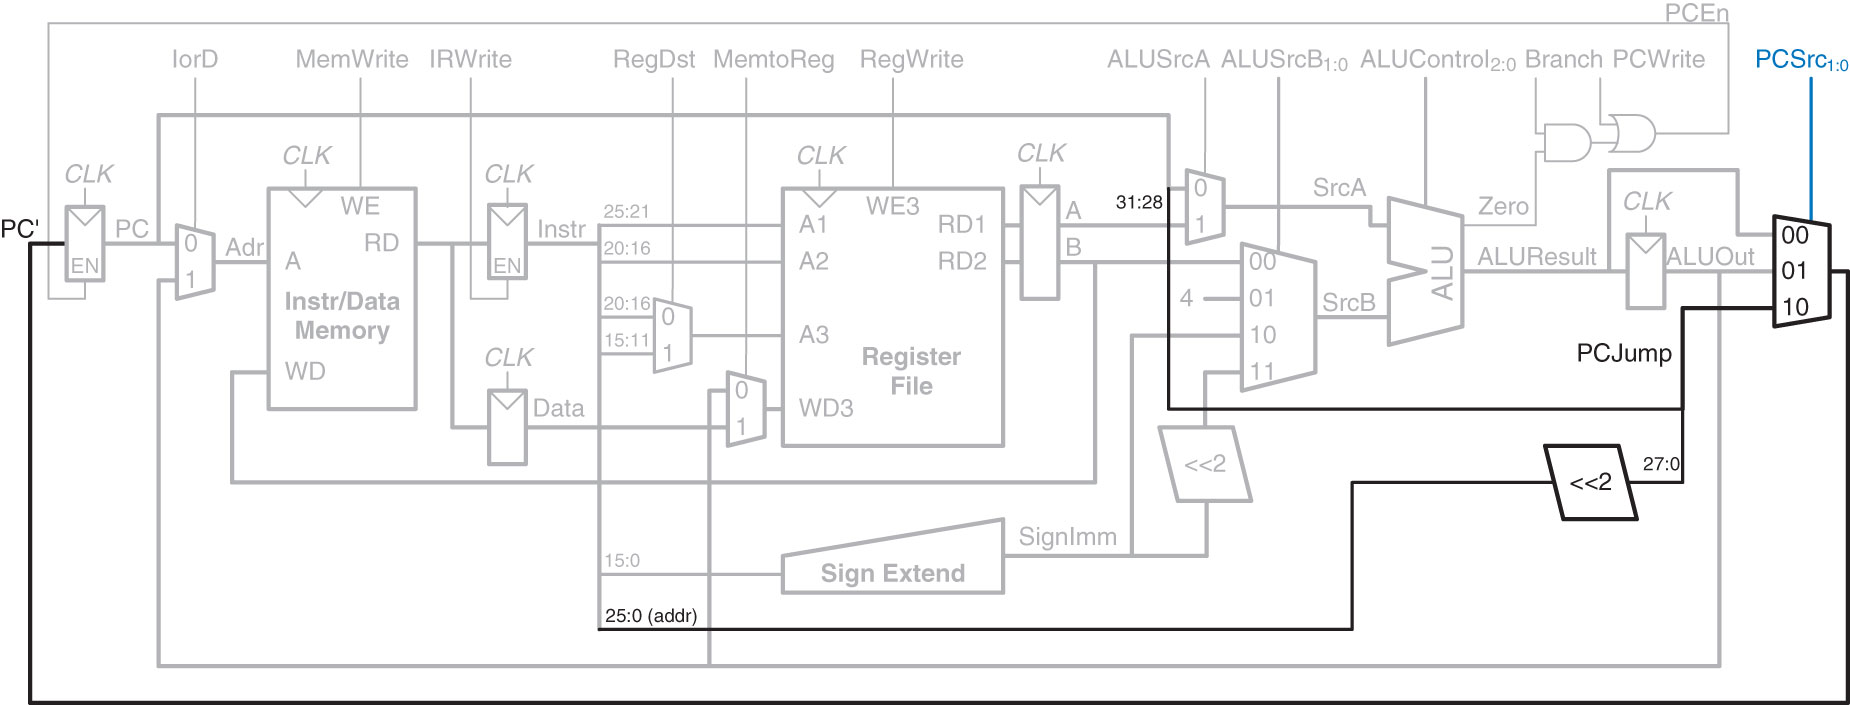 PCEn
IorD MemWrite IRWrite RegDst MemtoReg RegWrite ALUSrcA ALUSrcB1:0 ALUControl2:0 Branch PCWrite PCSrc1:0
CLK CLK CLK CLK CLK CLK
PC' PC EN
0 1 Adr
WE A RD
Instr/Data
Memory
WD
EN Instr
CLK Data
25:21
20:16
20:16
15:11
0 1
0 1
A1 WE3 RD1
A2 RD2
A3
Register
File
WD3
A
B
31:28
0 1
SrcA
00
4 01
10
11
SrcB
ALU
Zero
ALUResult
CLK
ALUOut
00
01
10
PCJump
<<2
27:0
<<2
SignImm
15:0
Sign Extend
25:0 (addr)